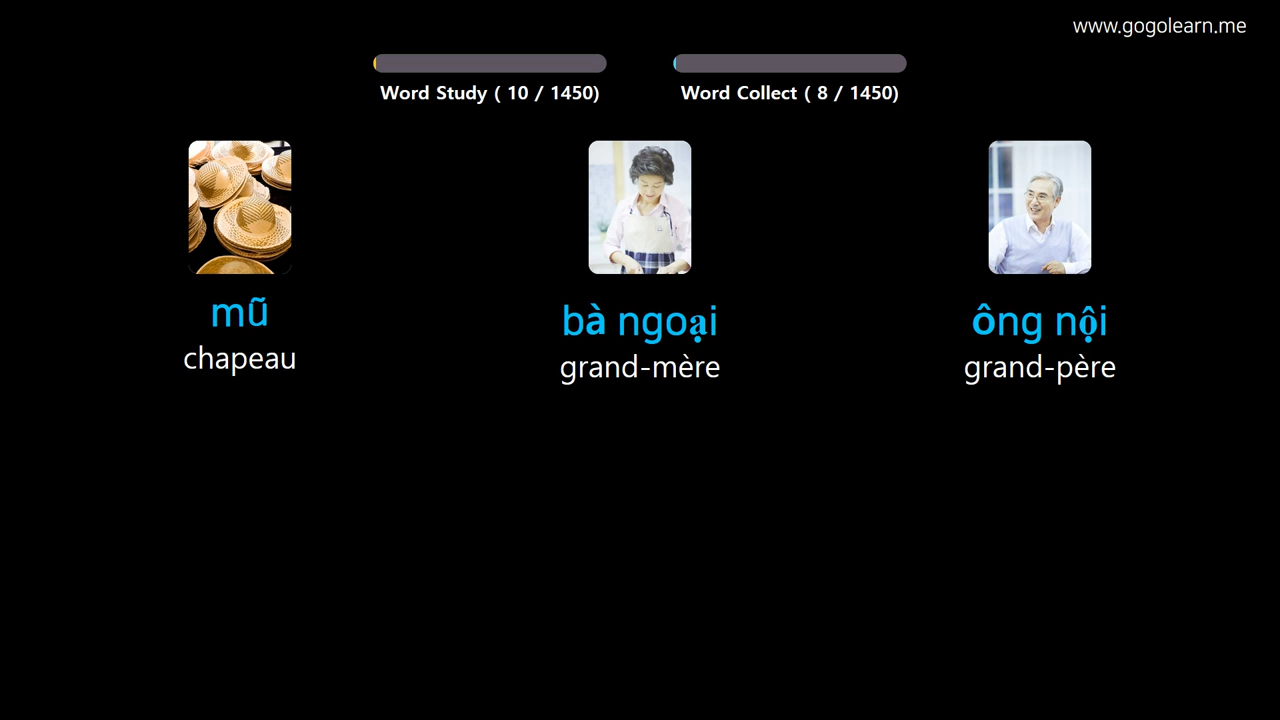 www.gogolearn.me
Word Study ( 10 / 1450)
Word Collect ( 8 / 1450)
mũ
chapeau
bà ngoại
grand-mère
ông nội
grand-père